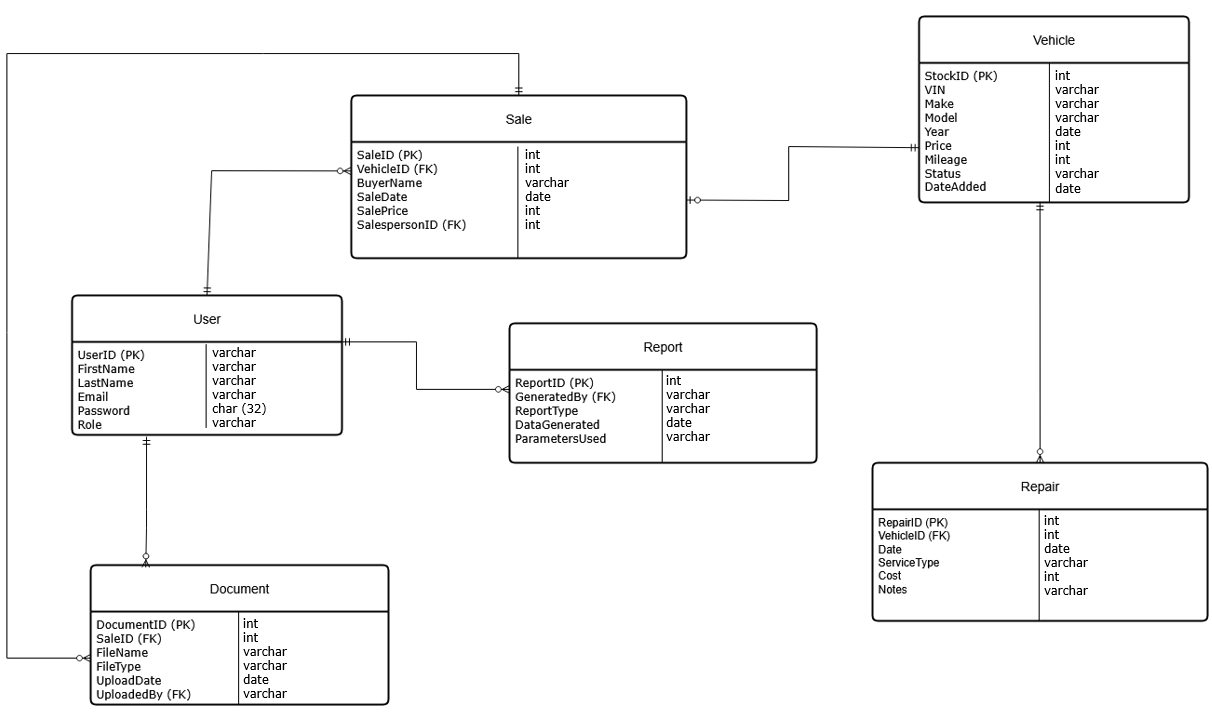 Vehicle
StockID (PK) int
VIN varchar
Make varchar
Model varchar
Year date
Price int
Mileage int
Status varchar
DateAdded date
Sale
SaleID (PK) int
VehicleID (FK) int
BuyerName varchar
SaleDate date
SalePrice int
SalespersonID (FK) int
User
UserID (PK) varchar
FirstName varchar
LastName varchar
Email varchar
Password char (32)
Role varchar
Report
ReportID (PK) int
GeneratedBy (FK) varchar
ReportType varchar
DataGenerated date
ParametersUsed varchar
Repair
RepairID (PK) int
VehicleID (FK) int
Date date
ServiceType varchar
Cost int
Notes varchar
Document
DocumentID (PK) int
SaleID (FK) int
FileName varchar
FileType varchar
UploadDate date
UploadedBy (FK) varchar